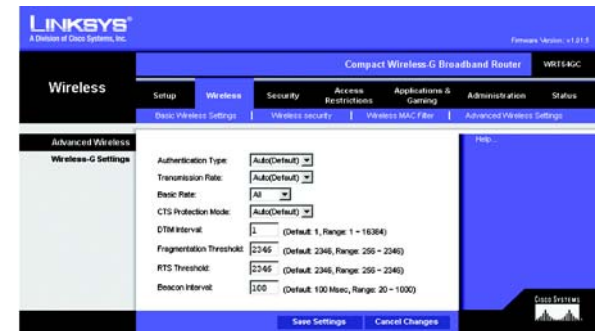 LINKSYS®
A Division of Cisco Systems, Inc.
Firmware Version: v1.01.5
Compact Wireless-G Broadband Router WRT54GC
Wireless
Setup Wireless Security Access Restrictions Applications & Gaming Administration Status
Basic Wireless Settings | Wireless security | Wireless MAC Filter | Advanced Wireless Settings
Advanced Wireless
Help...
Wireless-G Settings
Authentication Type: Auto(Default)
Transmission Rate: Auto(Default)
Basic Rate: All
CTS Protection Mode: Auto(Default)
DTIM Interval: 1 (Default: 1, Range: 1 ~ 16384)
Fragmentation Threshold: 2346 (Default: 2346, Range: 256 ~ 2346)
RTS Threshold: 2346 (Default: 2346, Range: 256 ~ 2346)
Beacon Interval: 100 (Default: 100 Msec, Range: 20 ~ 1000)
Cisco Systems
Save Settings Cancel Changes